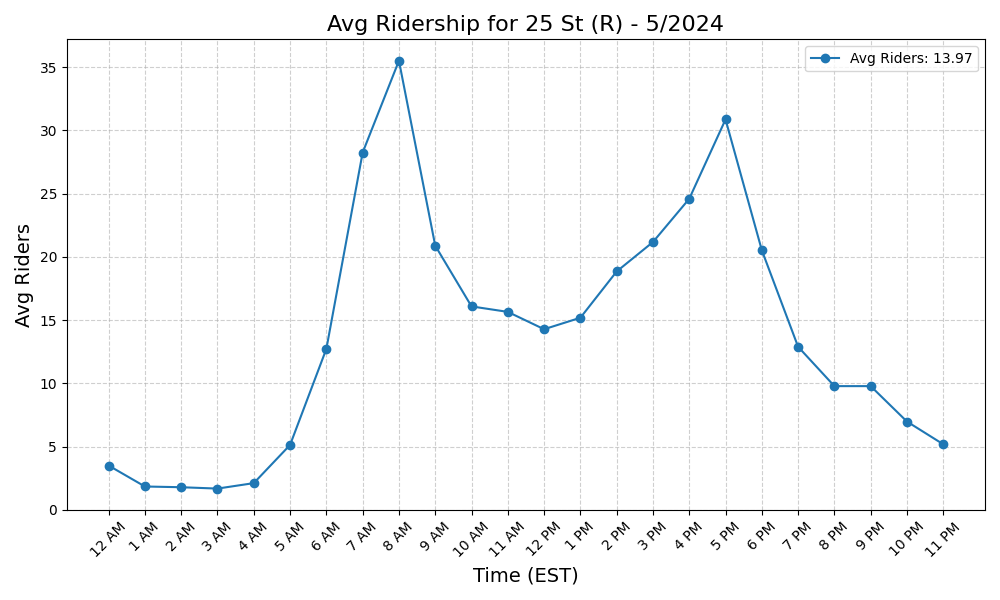 Avg Ridership for 25 St (R) - 5/2024
Avg Riders: 13.97
Avg Riders
35
30
25
20
15
10
5
0
12 AM
1 AM
2 AM
3 AM
4 AM
5 AM
6 AM
7 AM
8 AM
9 AM
10 AM
11 AM
12 PM
1 PM
2 PM
3 PM
4 PM
5 PM
6 PM
7 PM
8 PM
9 PM
10 PM
11 PM
Time (EST)